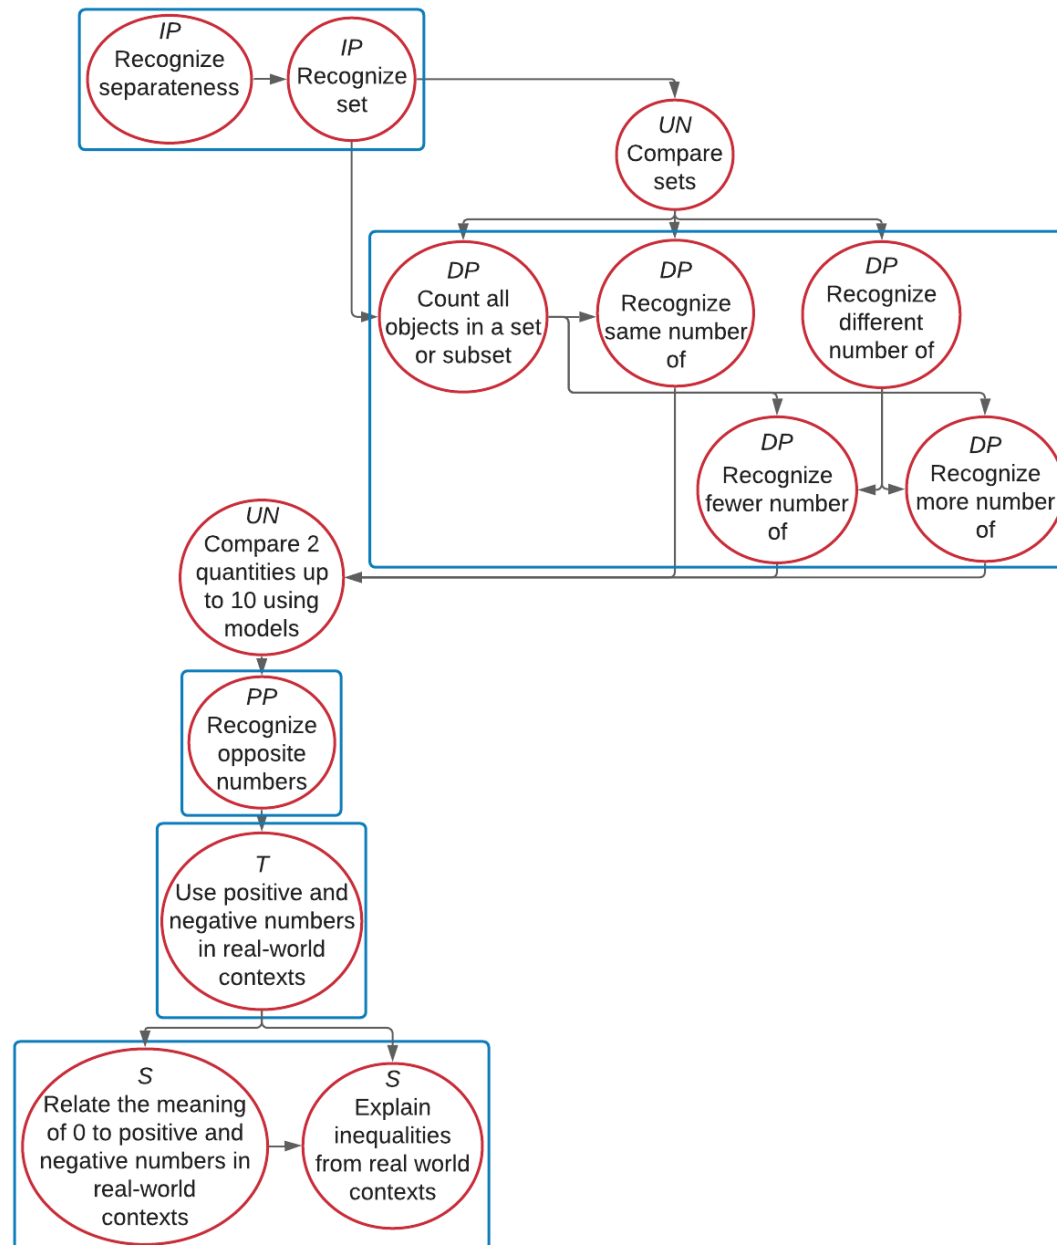 IP
Recognize
separateness
IP
Recognize
set
UN
Compare
sets
DP
Count all
objects in a set
or subset
DP
Recognize
same number
of
DP
Recognize
different
number of
DP
Recognize
fewer number
of
DP
Recognize
more number
of
UN
Compare 2
quantities up
to 10 using
models
PP
Recognize
opposite
numbers
T
Use positive and
negative numbers
in real-world
contexts
S
Relate the meaning
of 0 to positive and
negative numbers in
real-world
contexts
S
Explain
inequalities
from real world
contexts